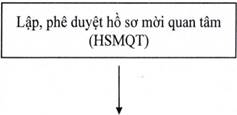 Lập, phê duyệt hồ sơ mời quan tâm
(HSMQT)